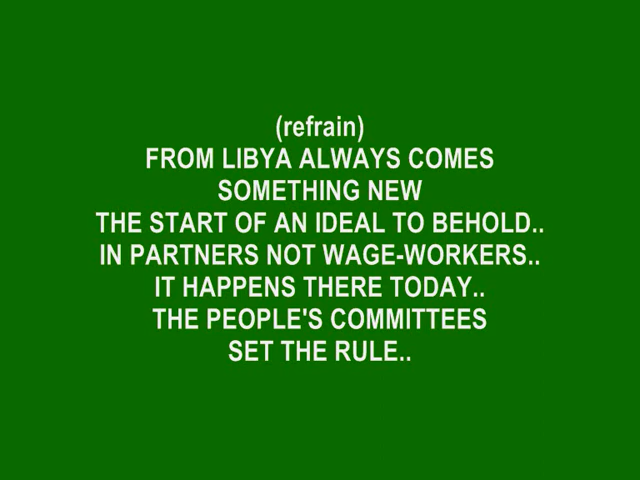 (refrain)
FROM LIBYA ALWAYS COMES
SOMETHING NEW
THE START OF AN IDEAL TO BEHOLD..
IN PARTNERS NOT WAGE-WORKERS..
IT HAPPENS THERE TODAY..
THE PEOPLE'S COMMITTEES
SET THE RULE..